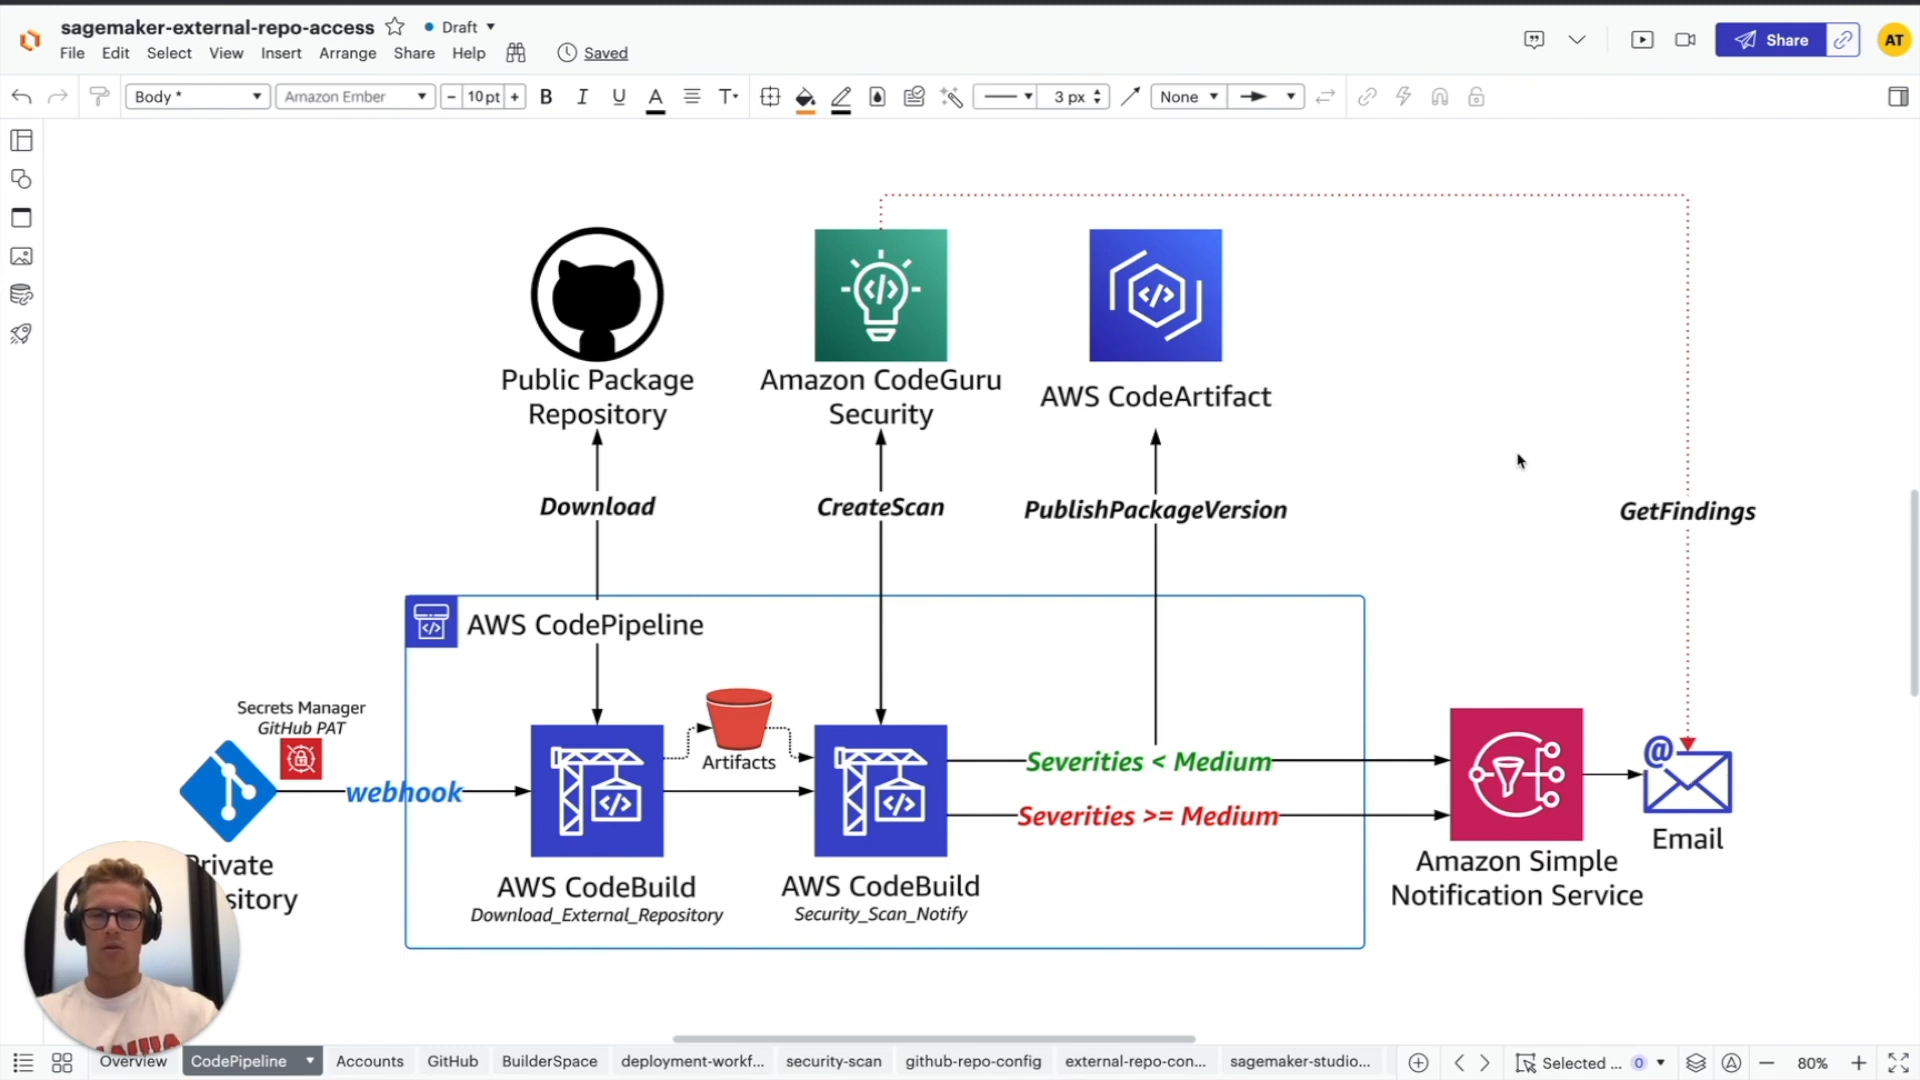 sagemaker-external-repo-access
Draft
File Edit Select View Insert Arrange Share Help
Saved
Share
AT
Body *
Amazon Ember
− 10 pt +
B I U A T
3 px
None
Public Package
Repository
Amazon CodeGuru
Security
AWS CodeArtifact
Download
CreateScan
PublishPackageVersion
GetFindings
AWS CodePipeline
Secrets Manager
GitHub PAT
webhook
Artifacts
Severities < Medium
Severities >= Medium
@
Email
Private
sitory
AWS CodeBuild
Download_External_Repository
AWS CodeBuild
Security_Scan_Notify
Amazon Simple
Notification Service
Overview
CodePipeline
Accounts
GitHub
BuilderSpace
deployment-workf...
security-scan
github-repo-config
external-repo-con...
sagemaker-studio...
Selected ... 0
80%